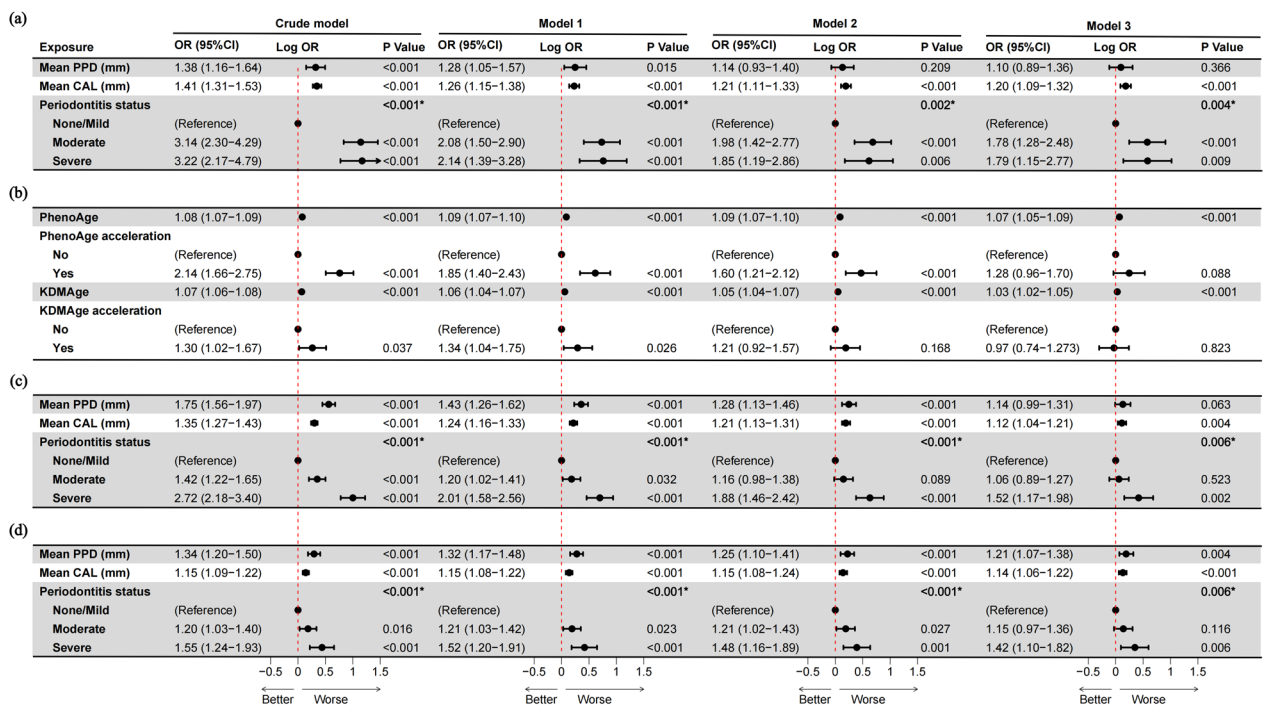 (a)
Crude model Model 1 Model 2 Model 3
Exposure OR (95%CI) Log OR P Value OR (95%CI) Log OR P Value OR (95%CI) Log OR P Value OR (95%CI) Log OR P Value
Mean PPD (mm) 1.38 (1.16−1.64) <0.001 1.28 (1.05−1.57) 0.015 1.14 (0.93−1.40) 0.209 1.10 (0.89−1.36) 0.366
Mean CAL (mm) 1.41 (1.31−1.53) <0.001 1.26 (1.15−1.38) <0.001 1.21 (1.11−1.33) <0.001 1.20 (1.09−1.32) <0.001
Periodontitis status <0.001* <0.001* 0.002* 0.004*
None/Mild (Reference) (Reference) (Reference) (Reference)
Moderate 3.14 (2.30−4.29) <0.001 2.08 (1.50−2.90) <0.001 1.98 (1.42−2.77) <0.001 1.78 (1.28−2.48) <0.001
Severe 3.22 (2.17−4.79) <0.001 2.14 (1.39−3.28) <0.001 1.85 (1.19−2.86) 0.006 1.79 (1.15−2.77) 0.009
(b)
PhenoAge 1.08 (1.07−1.09) <0.001 1.09 (1.07−1.10) <0.001 1.09 (1.07−1.10) <0.001 1.07 (1.05−1.09) <0.001
PhenoAge acceleration
No (Reference) (Reference) (Reference) (Reference)
Yes 2.14 (1.66−2.75) <0.001 1.85 (1.40−2.43) <0.001 1.60 (1.21−2.12) <0.001 1.28 (0.96−1.70) 0.088
KDMAge 1.07 (1.06−1.08) <0.001 1.06 (1.04−1.07) <0.001 1.05 (1.04−1.07) <0.001 1.03 (1.02−1.05) <0.001
KDMAge acceleration
No (Reference) (Reference) (Reference) (Reference)
Yes 1.30 (1.02−1.67) 0.037 1.34 (1.04−1.75) 0.026 1.21 (0.92−1.57) 0.168 0.97 (0.74−1.273) 0.823
(c)
Mean PPD (mm) 1.75 (1.56−1.97) <0.001 1.43 (1.26−1.62) <0.001 1.28 (1.13−1.46) <0.001 1.14 (0.99−1.31) 0.063
Mean CAL (mm) 1.35 (1.27−1.43) <0.001 1.24 (1.16−1.33) <0.001 1.21 (1.13−1.31) <0.001 1.12 (1.04−1.21) 0.004
Periodontitis status <0.001* <0.001* <0.001* 0.006*
None/Mild (Reference) (Reference) (Reference) (Reference)
Moderate 1.42 (1.22−1.65) <0.001 1.20 (1.02−1.41) 0.032 1.16 (0.98−1.38) 0.089 1.06 (0.89−1.27) 0.523
Severe 2.72 (2.18−3.40) <0.001 2.01 (1.58−2.56) <0.001 1.88 (1.46−2.42) <0.001 1.52 (1.17−1.98) 0.002
(d)
Mean PPD (mm) 1.34 (1.20−1.50) <0.001 1.32 (1.17−1.48) <0.001 1.25 (1.10−1.41) <0.001 1.21 (1.07−1.38) 0.004
Mean CAL (mm) 1.15 (1.09−1.22) <0.001 1.15 (1.08−1.22) <0.001 1.15 (1.08−1.24) <0.001 1.14 (1.06−1.22) <0.001
Periodontitis status <0.001* <0.001* <0.001* 0.006*
None/Mild (Reference) (Reference) (Reference) (Reference)
Moderate 1.20 (1.03−1.40) 0.016 1.21 (1.03−1.42) 0.023 1.21 (1.02−1.43) 0.027 1.15 (0.97−1.36) 0.116
Severe 1.55 (1.24−1.93) <0.001 1.52 (1.20−1.91) <0.001 1.48 (1.16−1.89) 0.001 1.42 (1.10−1.82) 0.006
−0.5 0 0.5 1 1.5 −0.5 0 0.5 1 1.5 −0.5 0 0.5 1 1.5 −0.5 0 0.5 1 1.5
Better Worse Better Worse Better Worse Better Worse